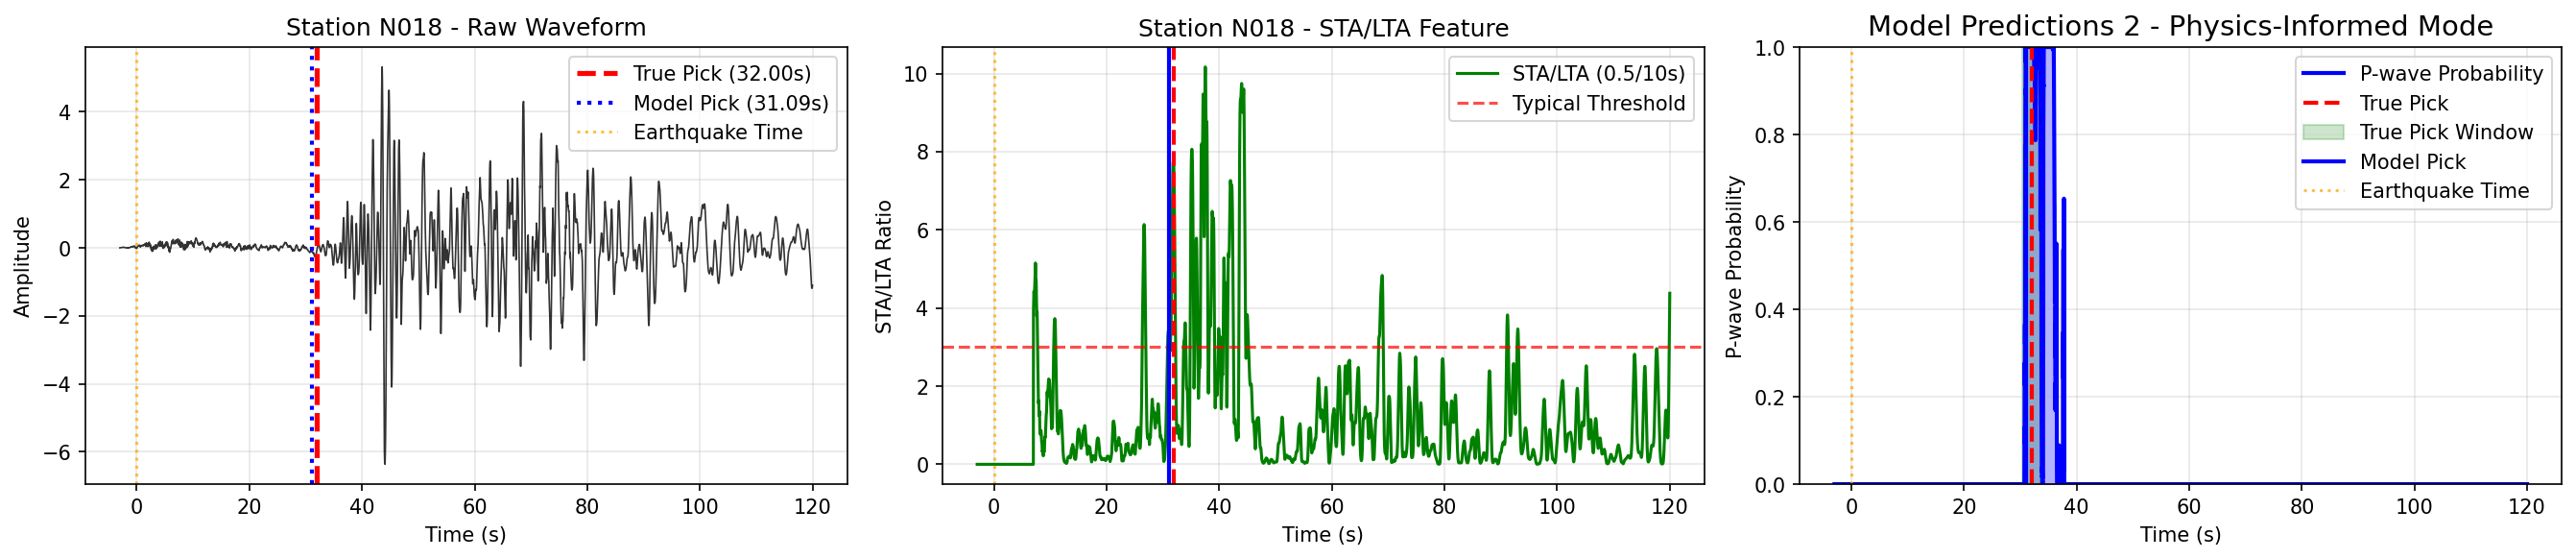 Station N018 - Raw Waveform
Amplitude
4
2
0
−2
−4
−6
0 20 40 60 80 100 120
Time (s)
True Pick (32.00s)
Model Pick (31.09s)
Earthquake Time
Station N018 - STA/LTA Feature
STA/LTA Ratio
10
8
6
4
2
0
0 20 40 60 80 100 120
Time (s)
STA/LTA (0.5/10s)
Typical Threshold
Model Predictions 2 - Physics-Informed Mode
P-wave Probability
1.0
0.8
0.6
0.4
0.2
0.0
0 20 40 60 80 100 120
Time (s)
P-wave Probability
True Pick
True Pick Window
Model Pick
Earthquake Time